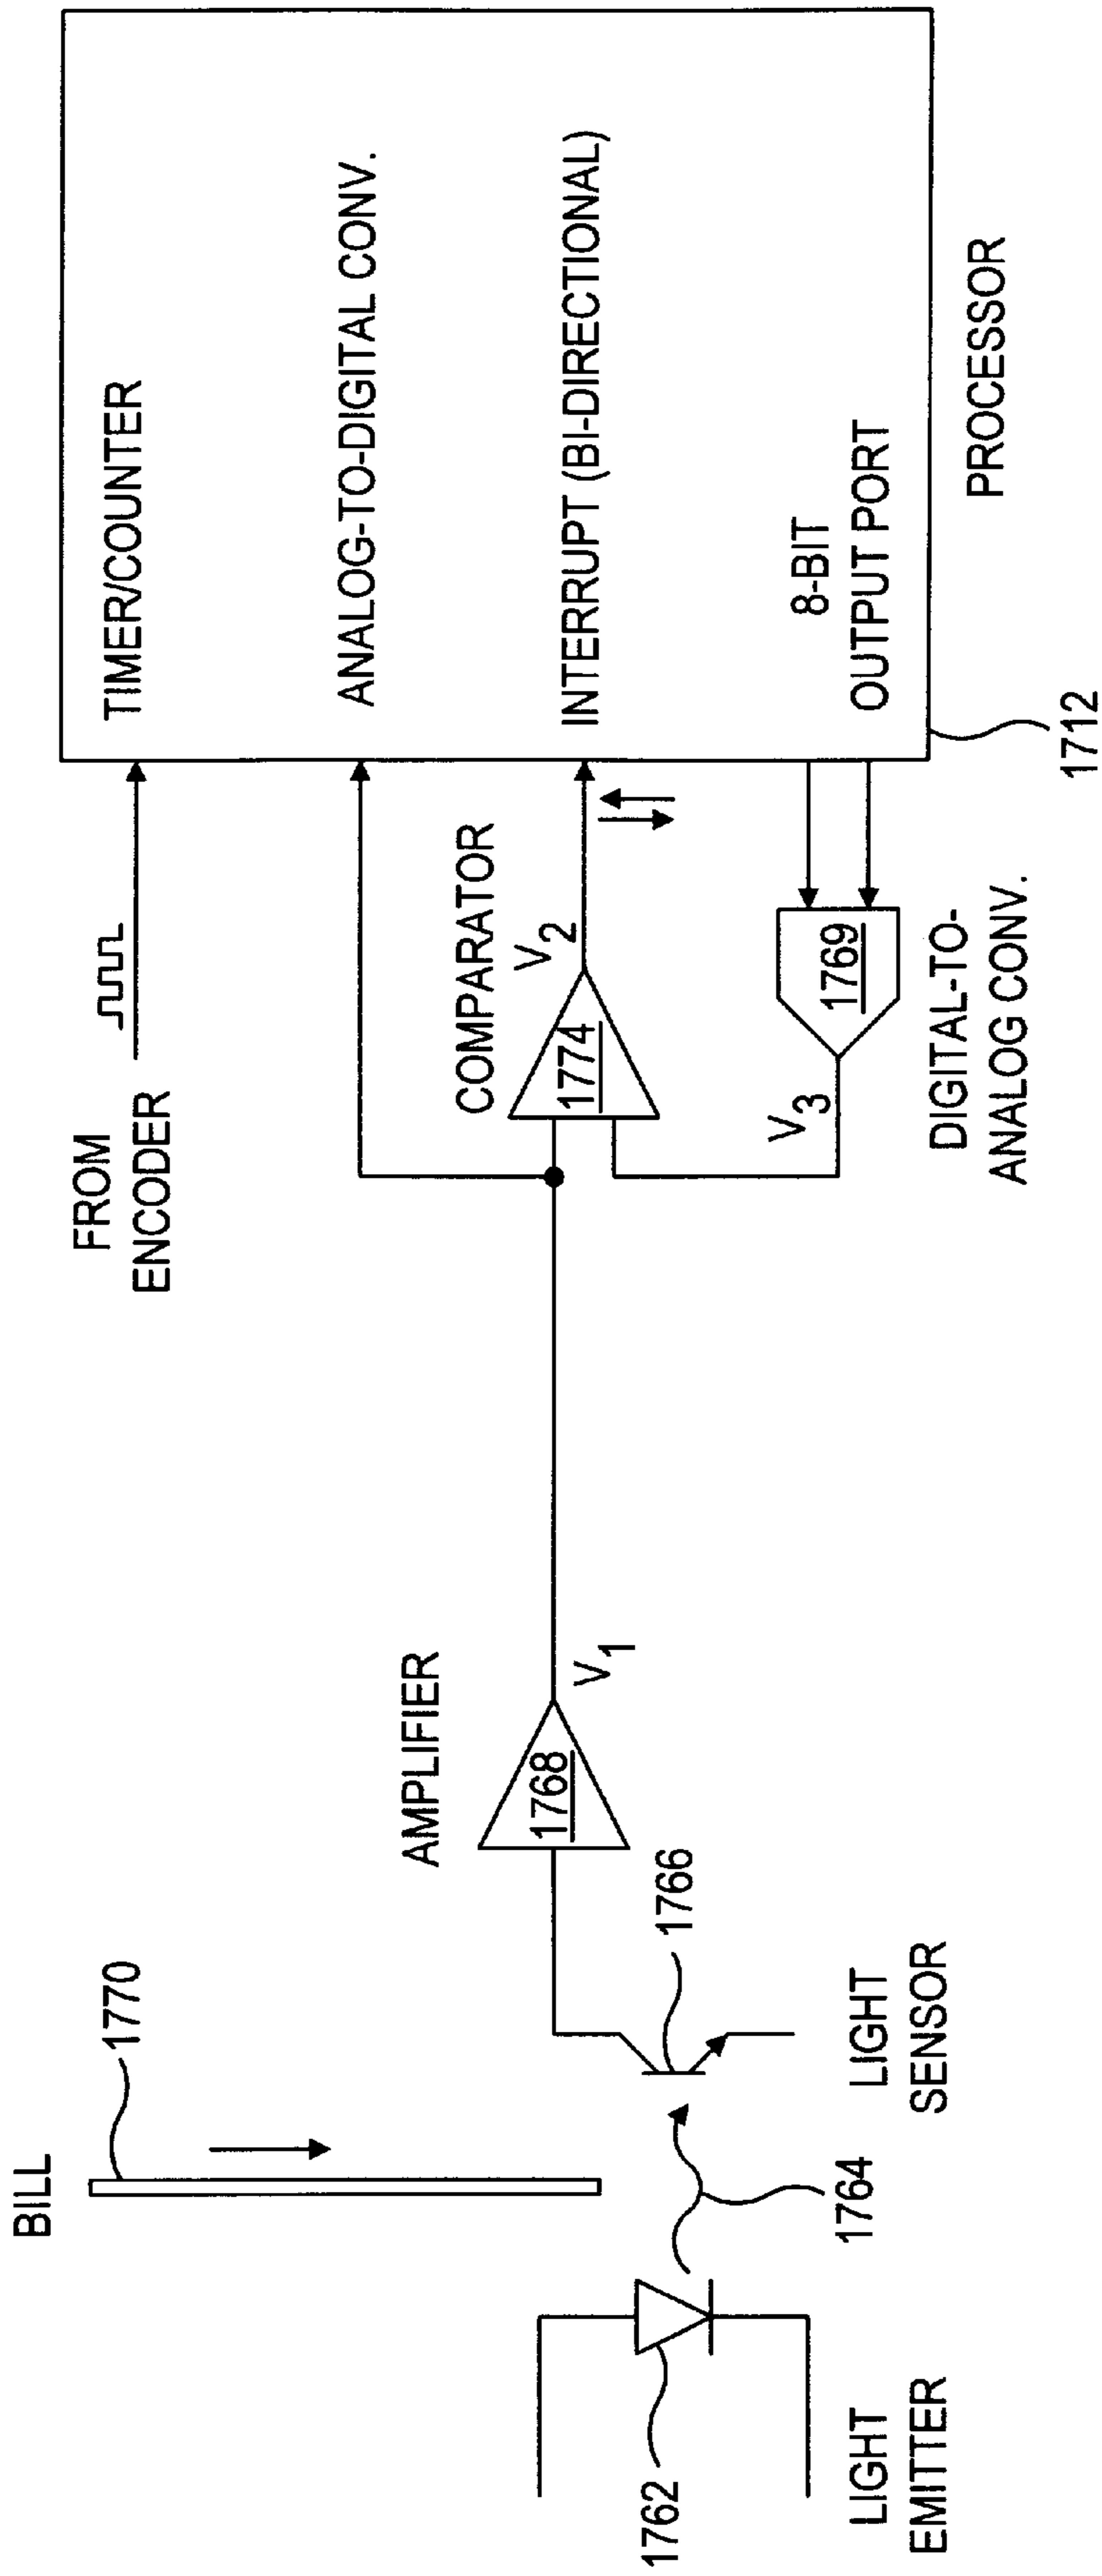 BILL
1770
1762
LIGHT
EMITTER
1764
LIGHT
SENSOR
1766
AMPLIFIER
1768
V1
FROM
ENCODER
COMPARATOR
1774
V2
V3
1769
DIGITAL-TO-
ANALOG CONV.
TIMER/COUNTER
ANALOG-TO-DIGITAL CONV.
INTERRUPT (BI-DIRECTIONAL)
8-BIT
OUTPUT PORT
PROCESSOR
1712